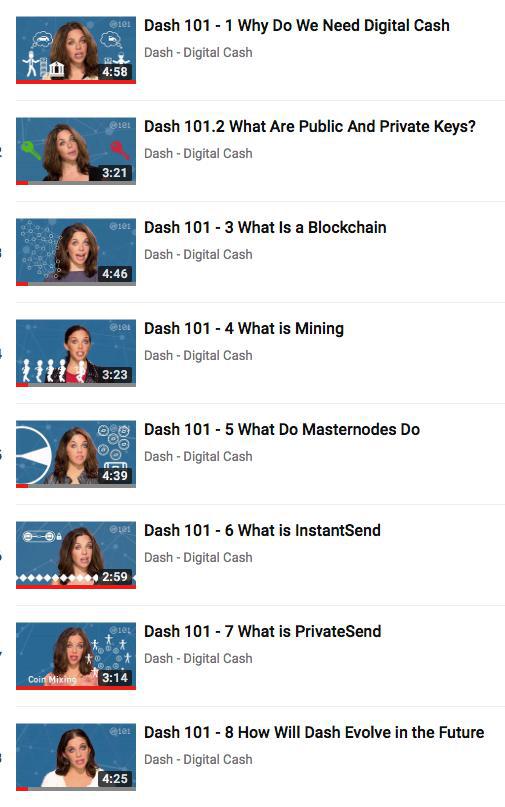 @101
4:58
Dash 101 - 1 Why Do We Need Digital Cash
Dash - Digital Cash
@101
3:21
Dash 101.2 What Are Public And Private Keys?
Dash - Digital Cash
@101
4:46
Dash 101 - 3 What Is a Blockchain
Dash - Digital Cash
@101
3:23
Dash 101 - 4 What is Mining
Dash - Digital Cash
4:39
Dash 101 - 5 What Do Masternodes Do
Dash - Digital Cash
@101
2:59
Dash 101 - 6 What is InstantSend
Dash - Digital Cash
@101
Coin Mixing
3:14
Dash 101 - 7 What is PrivateSend
Dash - Digital Cash
@101
4:25
Dash 101 - 8 How Will Dash Evolve in the Future
Dash - Digital Cash